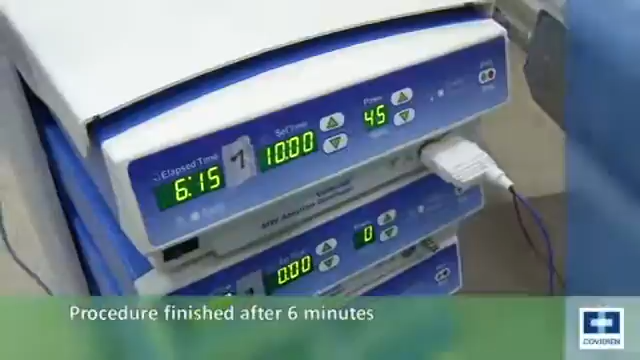 Elapsed Time
Set Time
Power
7
6:15
10.00
45
0.00
0
Procedure finished after 6 minutes
COVIDIEN